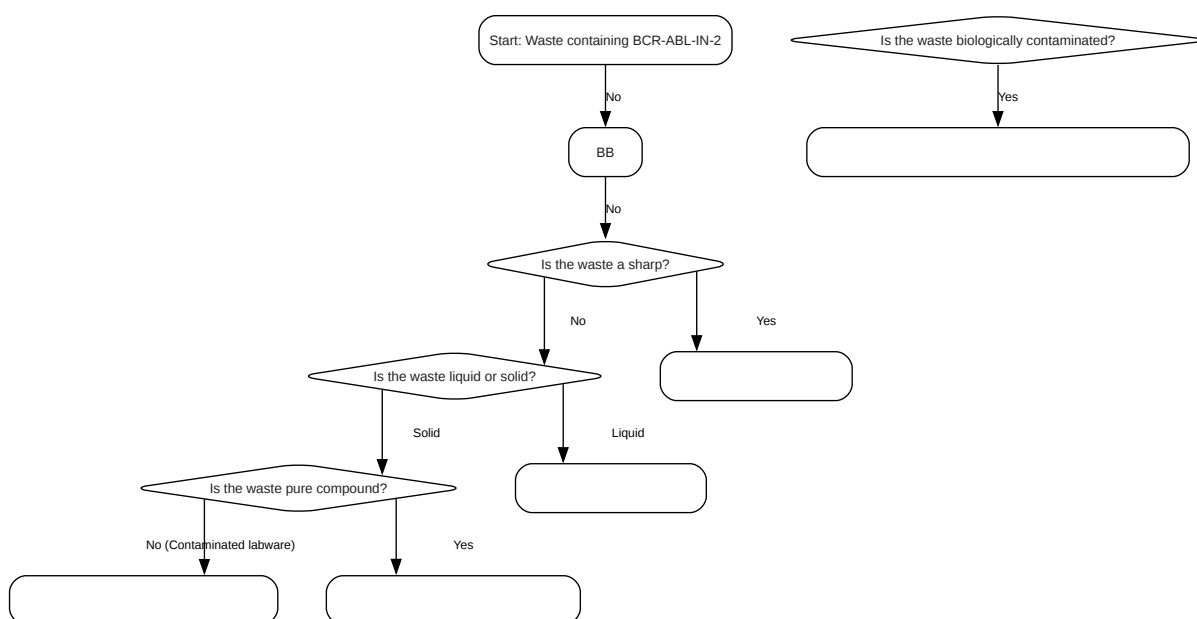 Start: Waste containing BCR-ABL-IN-2
Is the waste biologically contaminated?
No
Yes
BB
No
Is the waste a sharp?
No
Yes
Is the waste liquid or solid?
Solid
Liquid
Is the waste pure compound?
No (Contaminated labware)
Yes